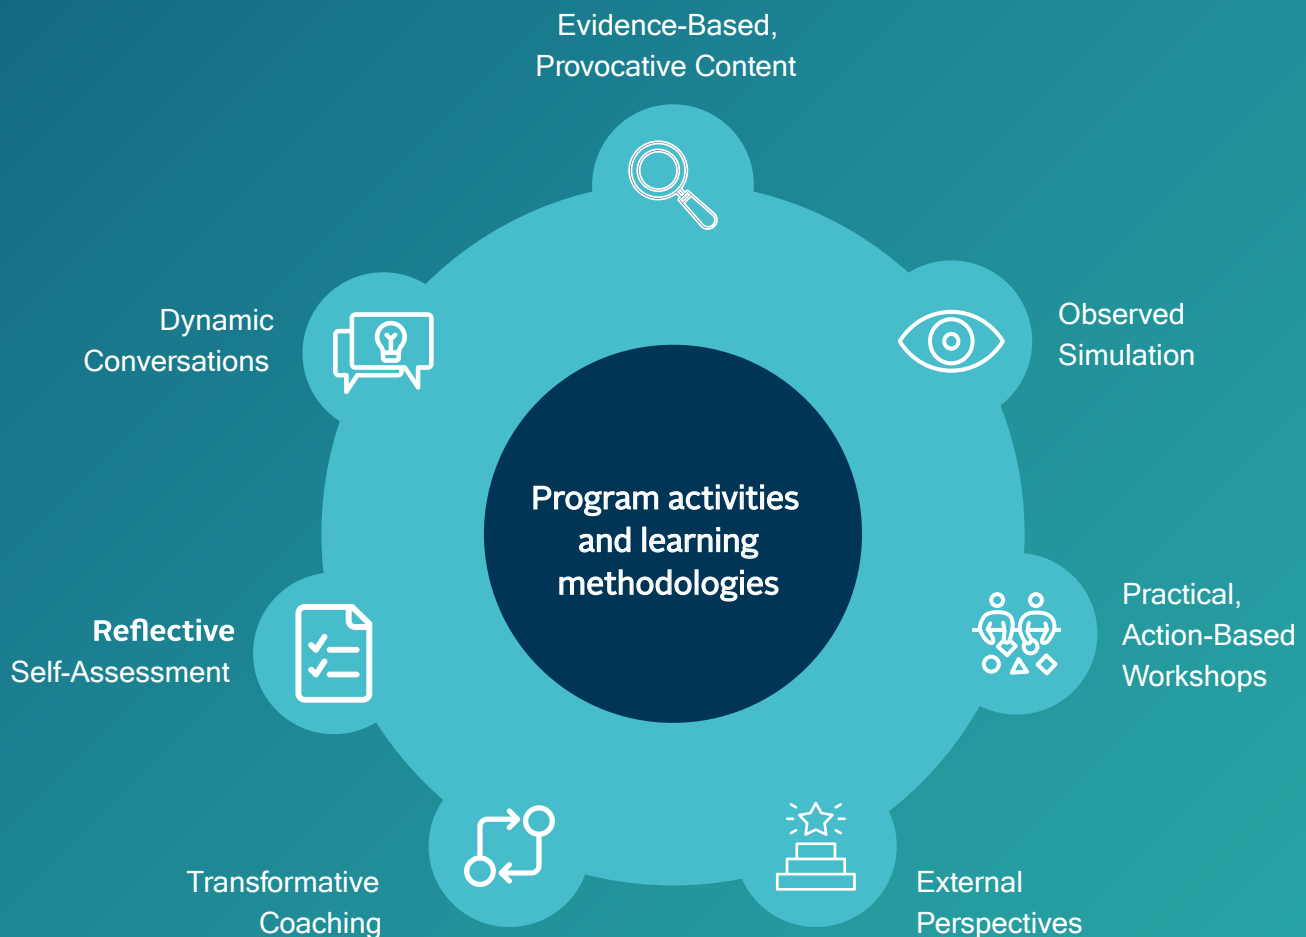 Evidence-Based,
Provocative Content
Dynamic
Conversations
Observed
Simulation
Program activities
and learning
methodologies
Practical,
Action-Based
Workshops
Reflective
Self-Assessment
Transformative
Coaching
External
Perspectives